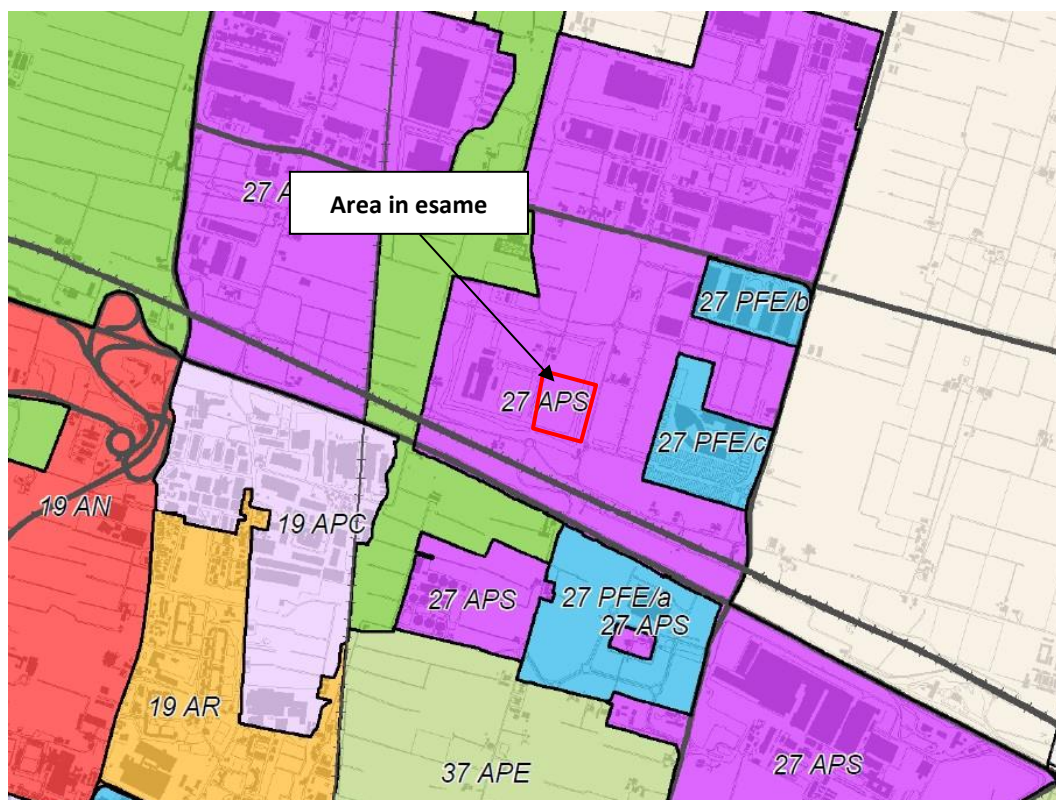 27 A
Area in esame
27 PFE/b
27 APS
27 PFE/c
19 AN
19 APC
27 APS
27 PFE/a
27 APS
19 AR
37 APE
27 APS